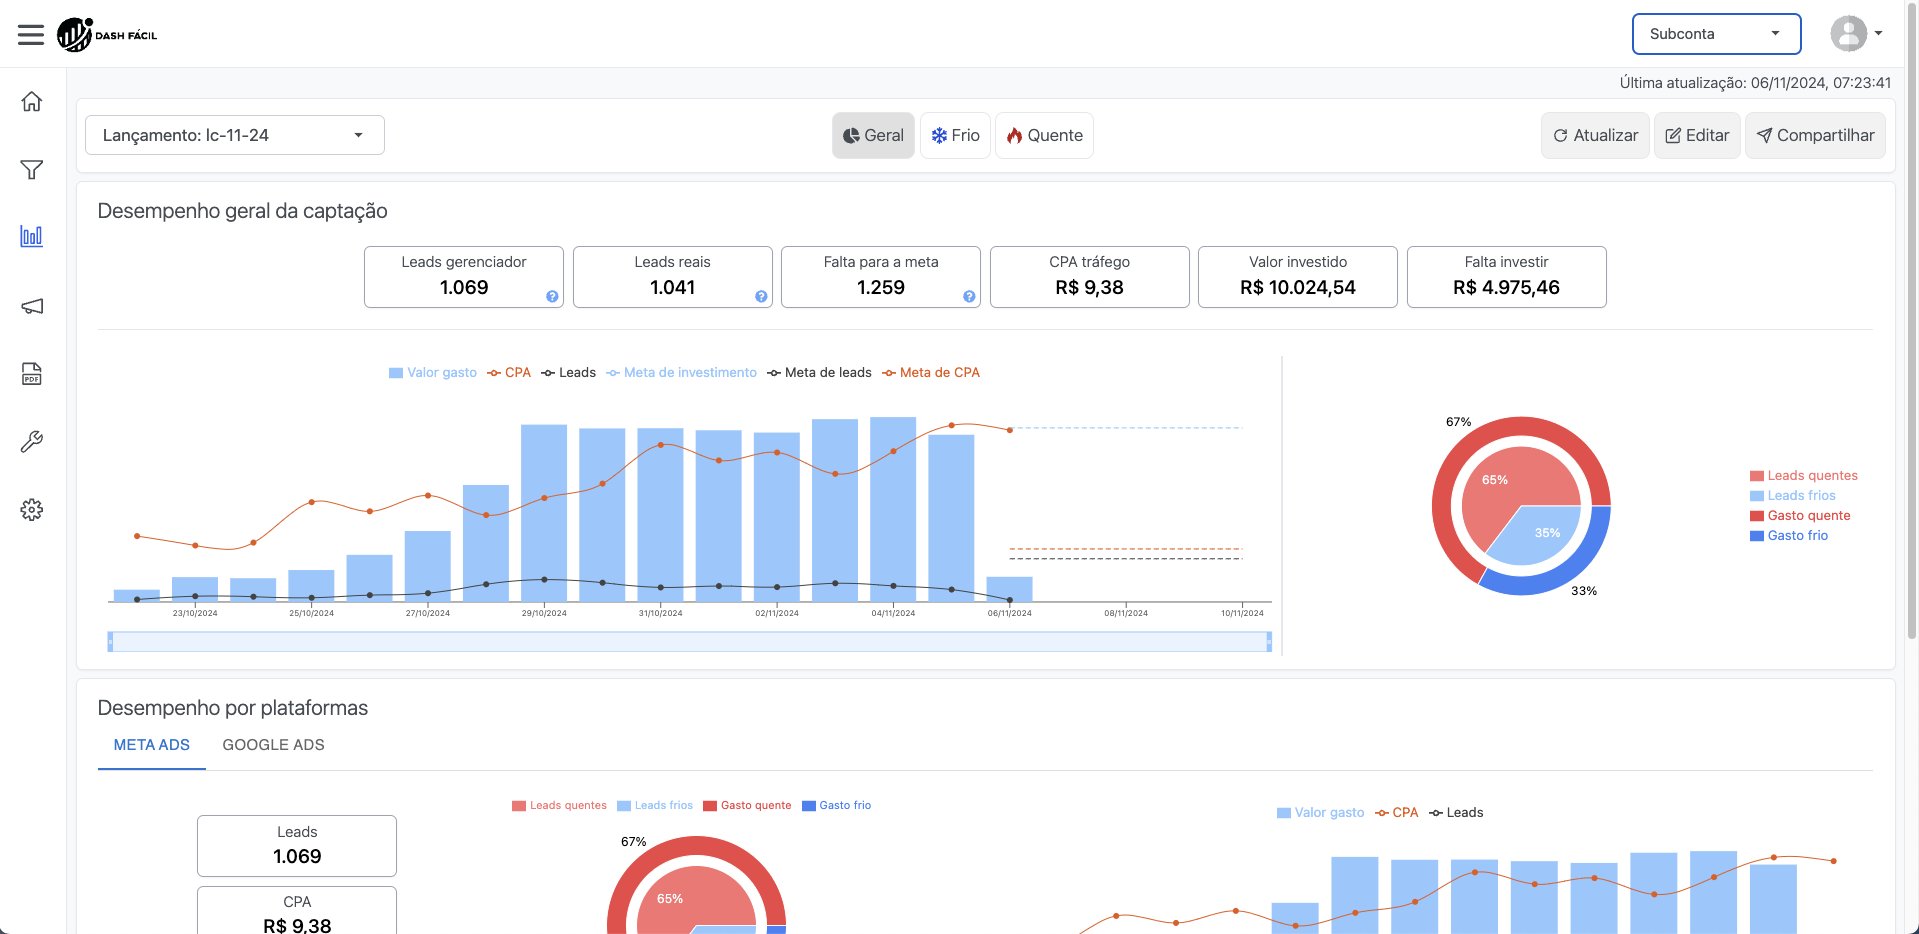 DASH FÁCIL
Subconta
Última atualização: 06/11/2024, 07:23:41
Lançamento: lc-11-24
Geral
Frio
Quente
Atualizar
Editar
Compartilhar
Desempenho geral da captação
Leads gerenciador
1.069
?
Leads reais
1.041
?
Falta para a meta
1.259
?
CPA tráfego
R$ 9,38
Valor investido
R$ 10.024,54
Falta investir
R$ 4.975,46
Valor gasto CPA Leads Meta de investimento Meta de leads Meta de CPA
23/10/2024 25/10/2024 27/10/2024 29/10/2024 31/10/2024 02/11/2024 04/11/2024 06/11/2024 08/11/2024 10/11/2024
67%
65%
35%
33%
Leads quentes
Leads frios
Gasto quente
Gasto frio
PDF
Desempenho por plataformas
META ADS
GOOGLE ADS
Leads
1.069
CPA
R$ 9,38
Leads quentes Leads frios Gasto quente Gasto frio
67%
65%
Valor gasto CPA Leads